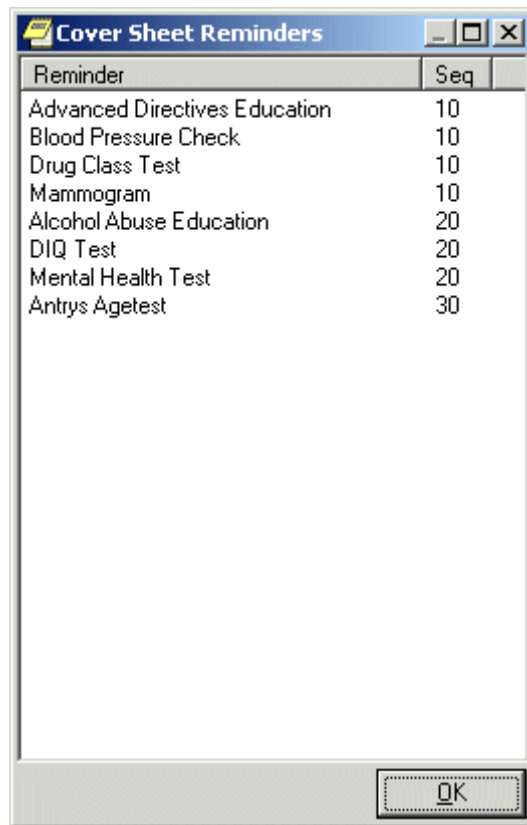 Cover Sheet Reminders
Reminder Seq
Advanced Directives Education 10
Blood Pressure Check 10
Drug Class Test 10
Mammogram 10
Alcohol Abuse Education 20
DIQ Test 20
Mental Health Test 20
Antrys Agetest 30
OK